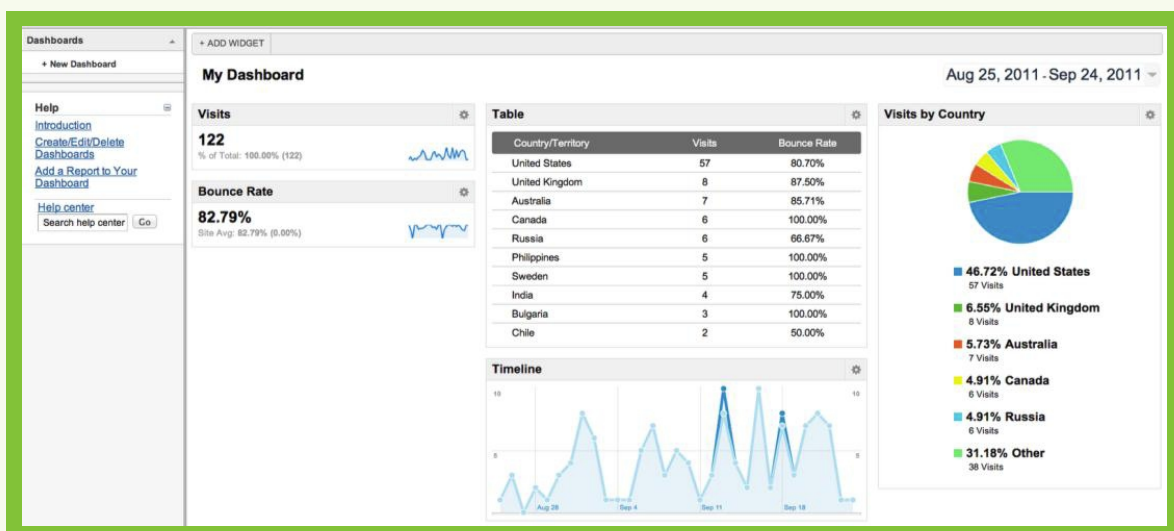 Dashboards
+ New Dashboard
Help
Introduction
Create/Edit/Delete
Dashboards
Add a Report to Your
Dashboard
Help center
Search help center Go
+ ADD WIDGET
My Dashboard
Aug 25, 2011 - Sep 24, 2011
Visits
122
% of Total: 100.00% (122)
Bounce Rate
82.79%
Site Avg: 82.79% (0.00%)
Table
Country/Territory Visits Bounce Rate
United States 57 80.70%
United Kingdom 8 87.50%
Australia 7 85.71%
Canada 6 100.00%
Russia 6 66.67%
Philippines 5 100.00%
Sweden 5 100.00%
India 4 75.00%
Bulgaria 3 100.00%
Chile 2 50.00%
Timeline
10 10
5 5
Aug 28 Sep 4 Sep 11 Sep 18
Visits by Country
46.72% United States
57 Visits
6.55% United Kingdom
8 Visits
5.73% Australia
7 Visits
4.91% Canada
6 Visits
4.91% Russia
6 Visits
31.18% Other
38 Visits